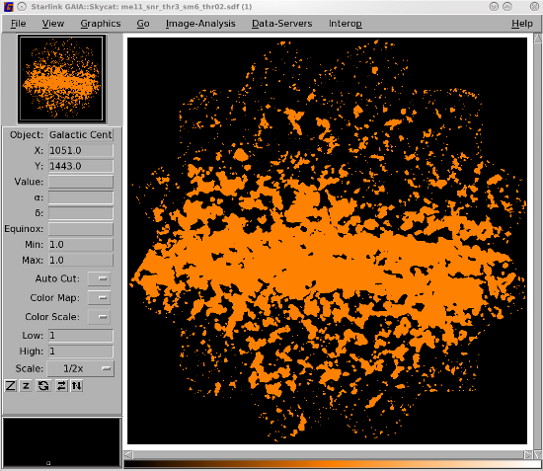 Starlink GAIA::Skycat: me11_snr_thr3_sm6_thr02.sdf (1)
File View Graphics Go Image-Analysis Data-Servers Interop Help
Object: Galactic Cent
X: 1051.0
Y: 1443.0
Value:
α:
δ:
Equinox:
Min: 1.0
Max: 1.0
Auto Cut:
Color Map:
Color Scale:
Low: 1
High: 1
Scale: 1/2x
Z z